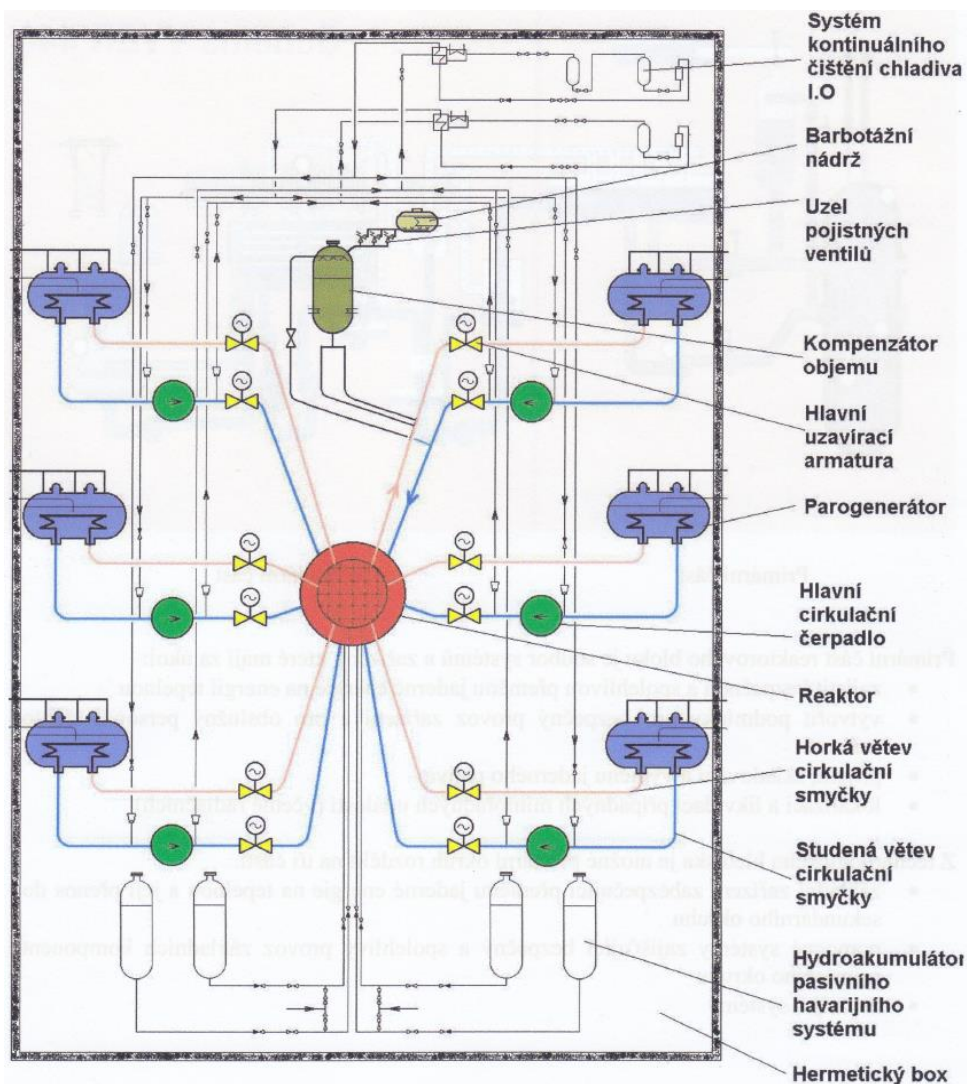 Systém
kontinuálního
čištění chladiva
I.O
Barbotážní
nádrž
Uzel
pojistných
ventilů
Kompenzátor
objemu
Hlavní
uzavírací
armatura
Parogenerátor
Hlavní
cirkulační
čerpadlo
Reaktor
Horká větev
cirkulační
smyčky
Studená větev
cirkulační
smyčky
Hydroakumulátor
pasivního
havarijního
systému
Hermetický box